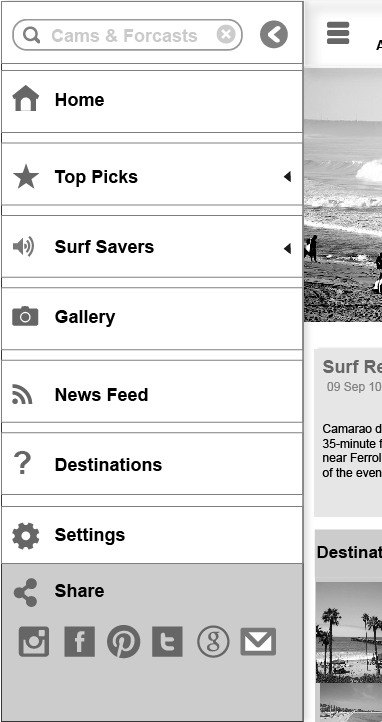 Cams & Forcasts
Home
Top Picks
Surf Savers
Gallery
News Feed
?
Destinations
Settings
Share
A
Surf Re
09 Sep 10
Camarao d
35-minute f
near Ferrol
of the even
Destinat